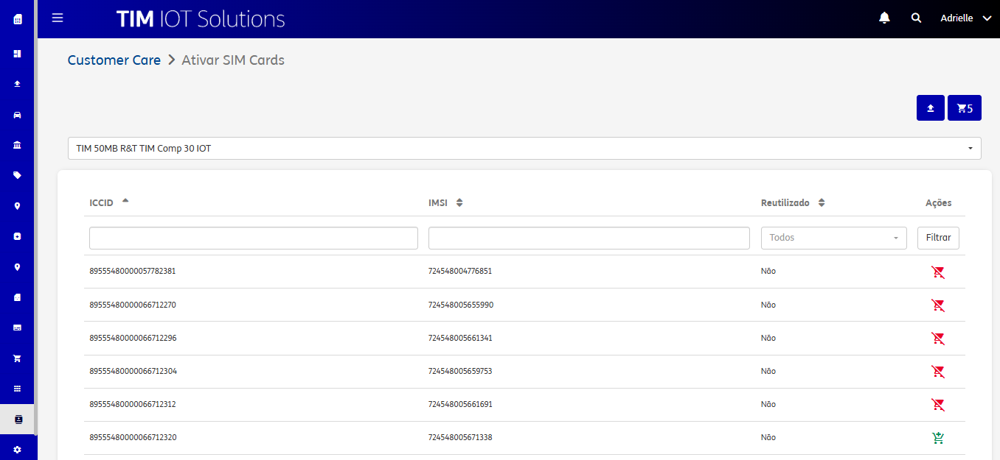 TIM IOT Solutions
Adrielle
Customer Care > Ativar SIM Cards
5
TIM 50MB R&T TIM Comp 30 IOT
ICCID IMSI Reutilizado Ações
Todos Filtrar
89555480000057782381 724548004776851 Não
89555480000066712270 724548005655990 Não
89555480000066712296 724548005661341 Não
89555480000066712304 724548005659753 Não
89555480000066712312 724548005661691 Não
89555480000066712320 724548005671338 Não